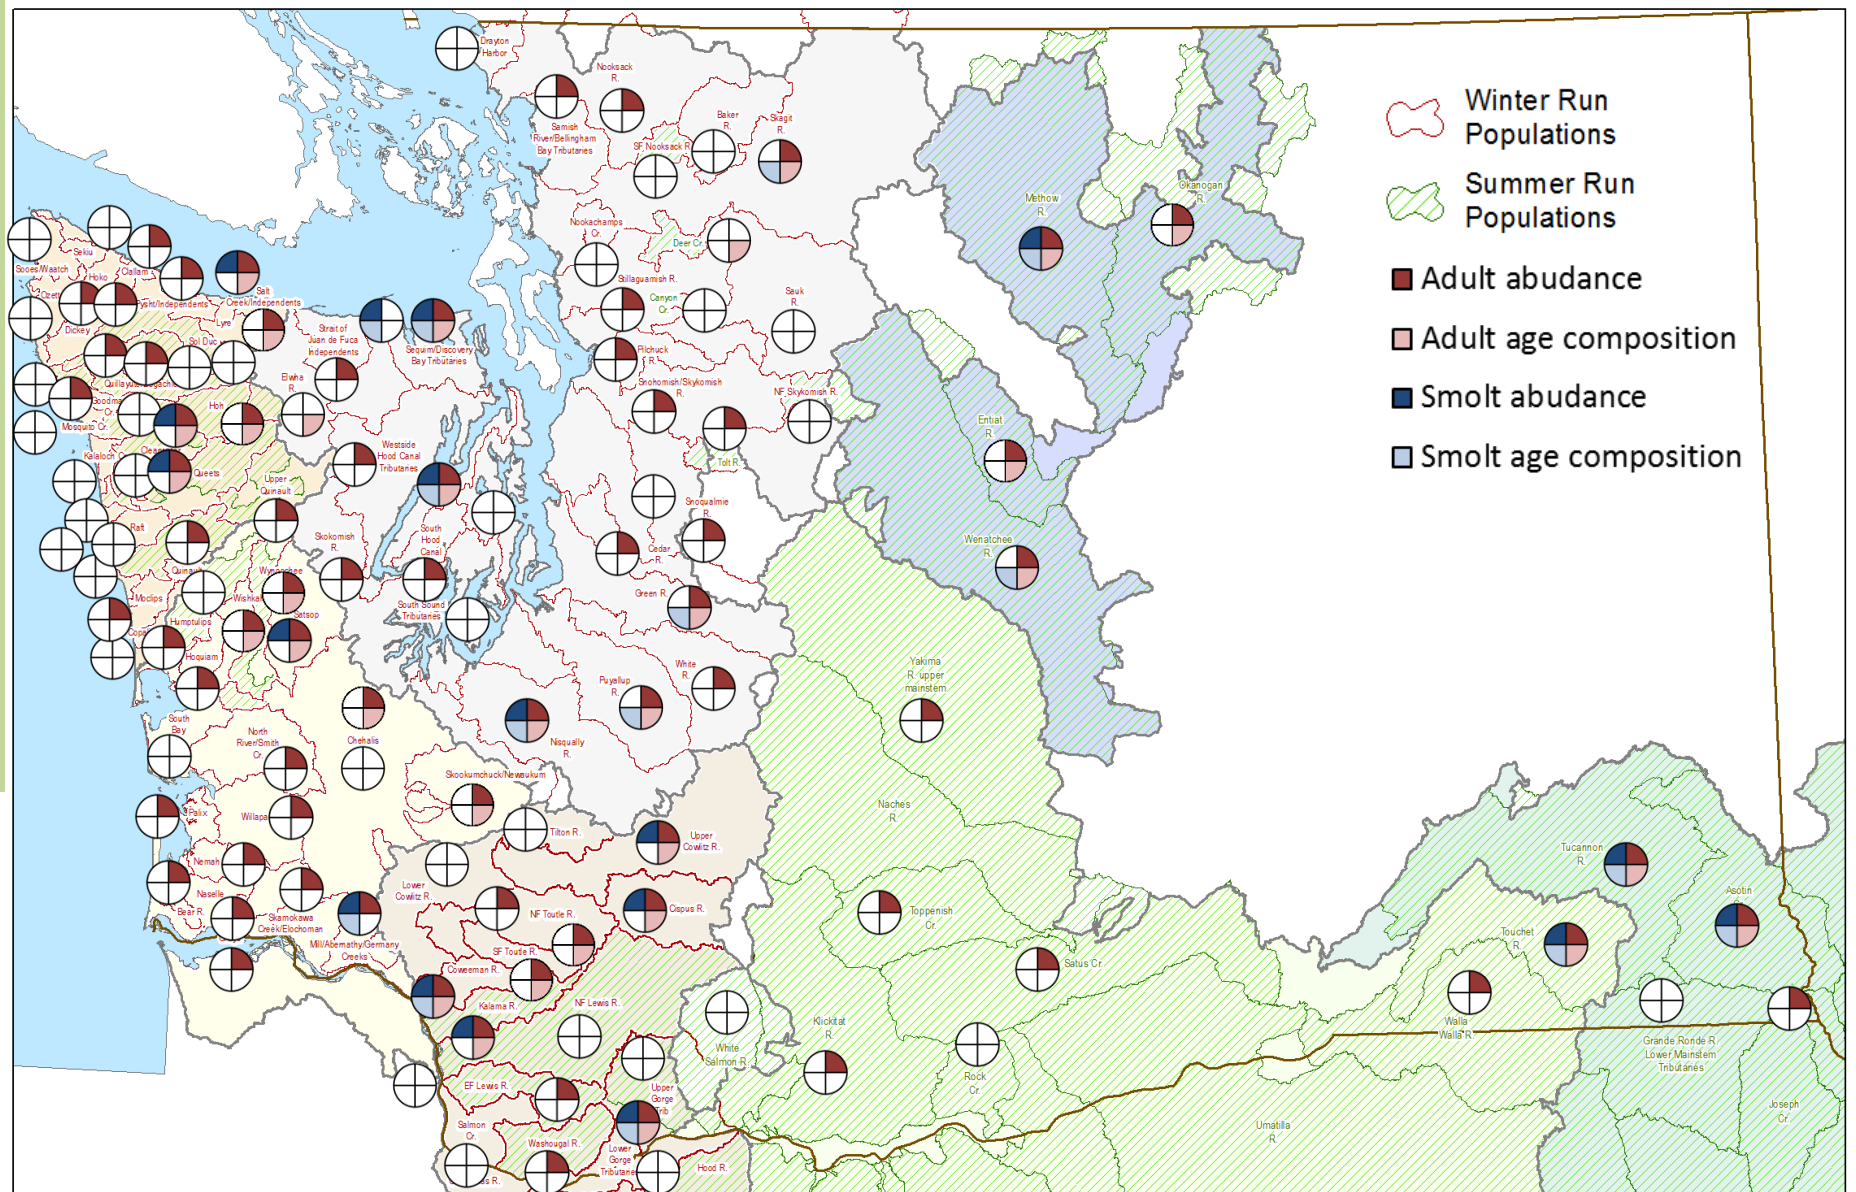 Winter Run
Populations
Summer Run
Populations
Adult abudance
Adult age composition
Smolt abudance
Smolt age composition
Drayton
Harbor
Nooksack
R.
Samish
River/Bellingham
Bay Tributaries
Baker
R.
Skagit
R.
SF Nooksack R
Nookachamps
Cr.
Deer Cr.
Stillaguamish R.
Canyon
Cr.
Sauk
R.
Pilchuck
R.
Snohomish/Skykomish
R.
NF Skykomish R.
Tolt R.
Snoqualmie
R.
Cedar
R.
Green R.
White
R.
Puyallup
R.
Nisqually
R.
Methow
R.
Okanogan
R.
Entiat
R.
Wenatchee
R.
Sekiu
Sooes/Waatch
Hoko
Clallam
Salt
Creek/Independents
Lyre
Dickey
Sol Duc
Strait of
Juan de Fuca
Independents
Sequim/Discovery
Bay Tributaries
Elwha
R.
Cr.
Hoh
Mosquito Cr.
Kalaloch
Queets
Upper
Quinault
Westside
Hood Canal
Tributaries
South
Hood
Canal
Skokomish
R.
South Sound
Tributaries
Raft
Moclips
Wishkah
Satsop
Humptulips
Hoquiam
South
Bay
North
River/Smith
Cr.
Chehalis
Skookumchuck/Newaukum
Palix
Willapa
Nemah
Naselle
Bear R.
Skamokawa
Creek/Elochoman
Mill/Abernathy/Germany
Creeks
Lower
Cowlitz R.
Tilton R.
Upper
Cowlitz R.
Cispus R.
NF Toutle R.
SF Toutle R.
Coweeman R.
Kalama R.
NF Lewis R.
EF Lewis R.
Salmon
Cr.
Washougal R.
Upper
Gorge
Trib
Lower
Gorge
Tributaries
Hood R.
White
Salmon R.
Klickitat
R.
Yakima
R. upper
mainstem
Naches
R.
Toppenish
Cr.
Satus Cr.
Rock
Cr.
Umatilla
R.
Walla
Walla R
Touchet
R.
Tucannon
R.
Asotin
Grande Ronde R.
Lower Mainstem
Tributaries
Joseph
Cr.